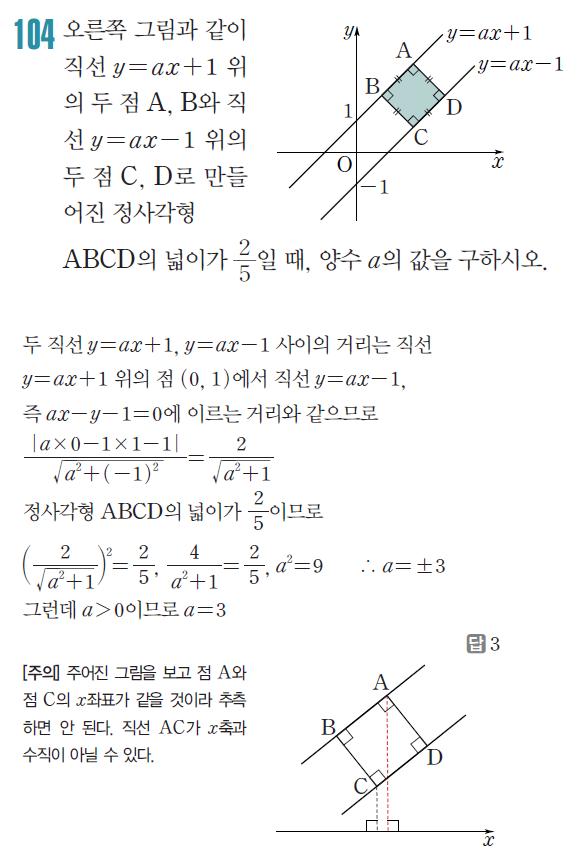 104 오른쪽 그림과 같이
직선 y=ax+1 위
의 두 점 A, B와 직
선 y=ax-1 위의
두 점 C, D로 만들
어진 정사각형
ABCD의 넓이가 2/5일 때, 양수 a의 값을 구하시오.
y
y=ax+1
A
y=ax-1
B
D
1
C
O
x
-1
두 직선 y=ax+1, y=ax-1 사이의 거리는 직선
y=ax+1 위의 점 (0, 1)에서 직선 y=ax-1,
즉 ax-y-1=0에 이르는 거리와 같으므로
|a×0-1×1-1|/√(a²+(-1)²)=2/√(a²+1)
정사각형 ABCD의 넓이가 2/5이므로
(2/√(a²+1))²=2/5, 4/(a²+1)=2/5, a²=9 ∴ a=±3
그런데 a>0이므로 a=3
답 3
[주의] 주어진 그림을 보고 점 A와
점 C의 x좌표가 같을 것이라 추측
하면 안 된다. 직선 AC가 x축과
수직이 아닐 수 있다.
A
B
D
C
x